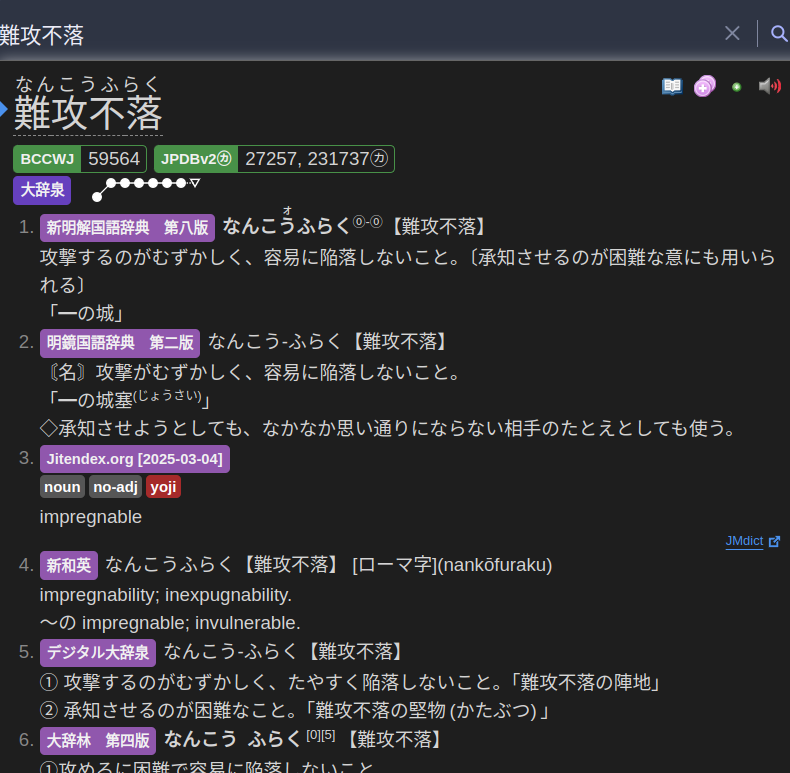 難攻不落
なんこうふらく
難攻不落
BCCWJ 59564 JPDBv2㋕ 27257, 231737㋕
大辞泉
オ
1. 新明解国語辞典 第八版 なんこうふらく⓪-⓪【難攻不落】
攻撃するのがむずかしく、容易に陥落しないこと。〔承知させるのが困難な意にも用いら
れる〕
「━の城」
2. 明鏡国語辞典 第二版 なんこう‐ふらく【難攻不落】
〘名〙攻撃がむずかしく、容易に陥落しないこと。
「━の城塞(じょうさい)」
◇承知させようとしても、なかなか思い通りにならない相手のたとえとしても使う。
3. Jitendex.org [2025-03-04]
noun no-adj yoji
impregnable
JMdict
4. 新和英 なんこうふらく【難攻不落】 [ローマ字](nankōfuraku)
impregnability; inexpugnability.
〜の impregnable; invulnerable.
5. デジタル大辞泉 なんこう‐ふらく【難攻不落】
① 攻撃するのがむずかしく、たやすく陥落しないこと。「難攻不落の陣地」
② 承知させるのが困難なこと。「難攻不落の堅物 (かたぶつ) 」
6. 大辞林 第四版 なんこう ふらく[0][5]【難攻不落】
①攻めるに困難で容易に陥落しないこと。